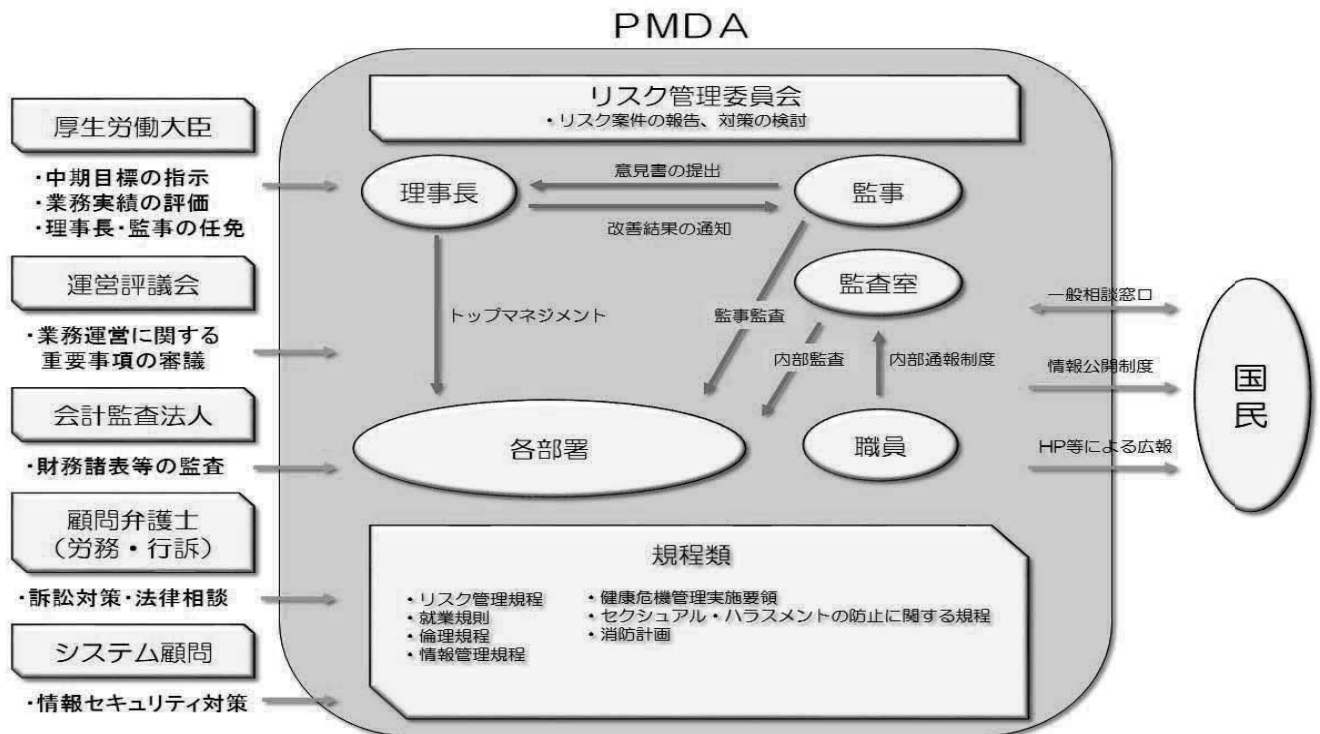 PMDA
リスク管理委員会
・リスク案件の報告、対策の検討
厚生労働大臣
・中期目標の指示
・業務実績の評価
・理事長・監事の任免
運営評議会
・業務運営に関する
重要事項の審議
会計監査法人
・財務諸表等の監査
顧問弁護士
（労務・行訴）
・訴訟対策・法律相談
システム顧問
・情報セキュリティ対策
理事長
意見書の提出
改善結果の通知
監事
監査室
トップマネジメント
監事監査
内部監査
内部通報制度
各部署
職員
規程類
・リスク管理規程
・就業規則
・倫理規程
・情報管理規程
・健康危機管理実施要領
・セクシュアル・ハラスメントの防止に関する規程
・消防計画
一般相談窓口
情報公開制度
HP等による広報
国民